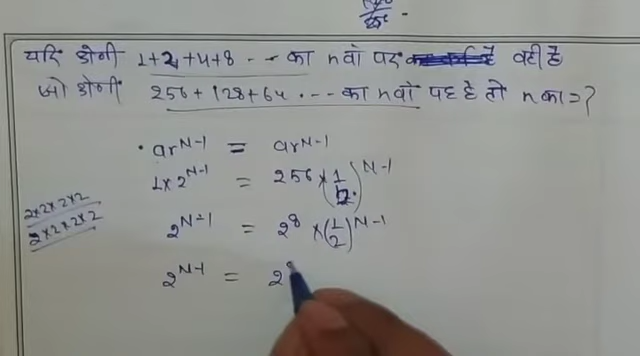 यदि श्रेणी 1+2+4+8 --- का nवां पद वही है
जो श्रेणी 256+128+64 ---- का nवां पद है तो n का=?
• ar^N-1 = ar^N-1
1×2^N-1 = 256×(1/2)^N-1
2×2×2×2
2×2×2×2
2^N-1 = 2^8 ×(1/2)^N-1
2^N-1 = 2^8